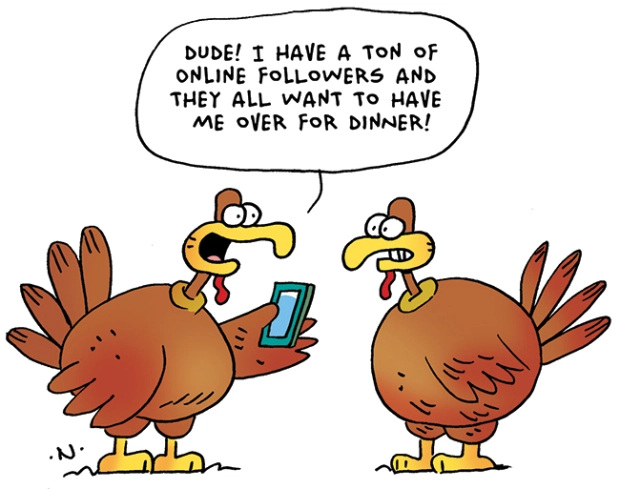 DUDE! I HAVE A TON OF
ONLINE FOLLOWERS AND
THEY ALL WANT TO HAVE
ME OVER FOR DINNER!
·N·